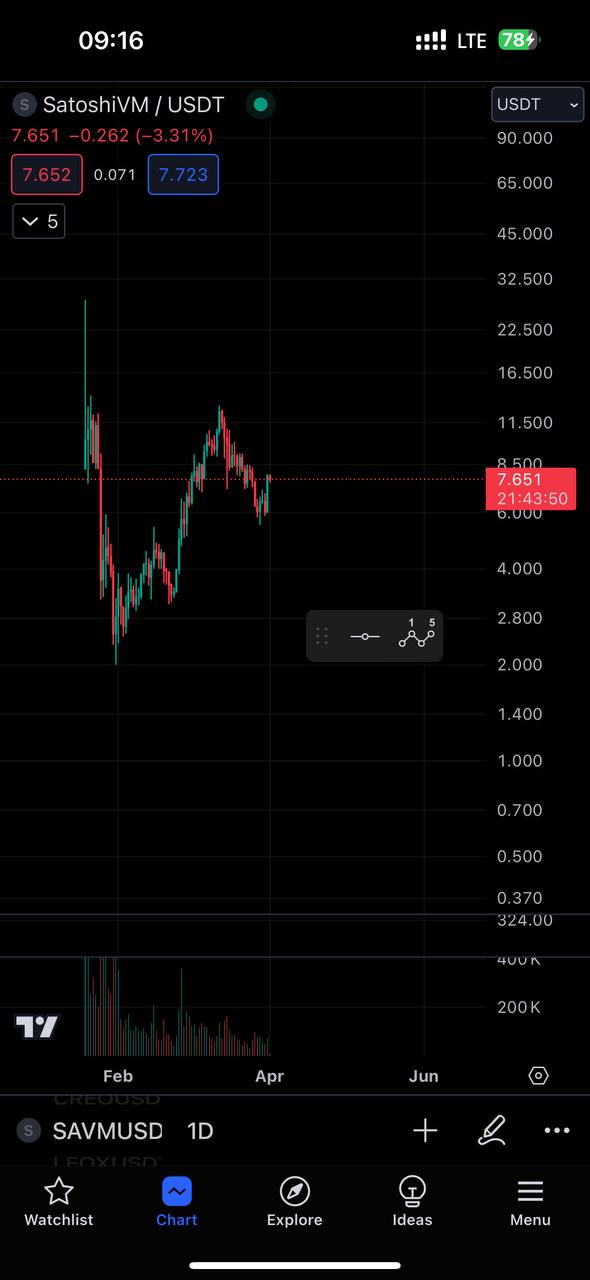 09:16 LTE 78
S SatoshiVM / USDT USDT
7.651 −0.262 (−3.31%)
7.652 0.071 7.723
5
90.000
65.000
45.000
32.500
22.500
16.500
11.500
8.500
7.651
21:43:50
6.000
4.000
1 5
2.800
2.000
1.400
1.000
0.700
0.500
0.370
324.00
400K
200K
Feb Apr Jun
CREOUSD
S SAVMUSD 1D
LEOXUSD
Watchlist Chart Explore Ideas Menu